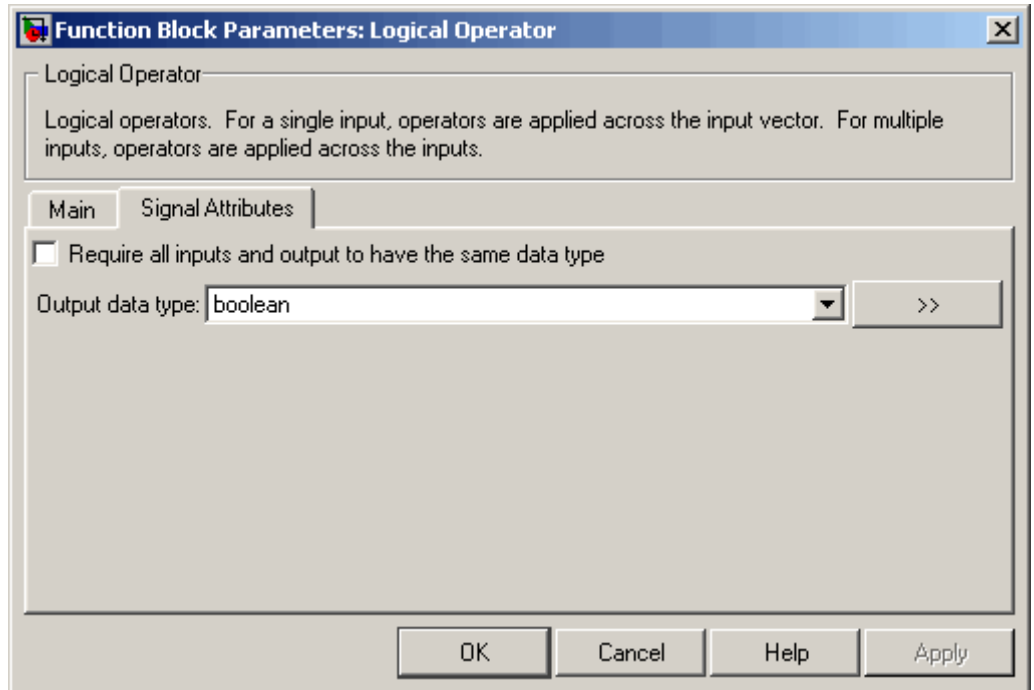 Function Block Parameters: Logical Operator
Logical Operator
Logical operators. For a single input, operators are applied across the input vector. For multiple
inputs, operators are applied across the inputs.
Main Signal Attributes
Require all inputs and output to have the same data type
Output data type: boolean >>
OK Cancel Help Apply